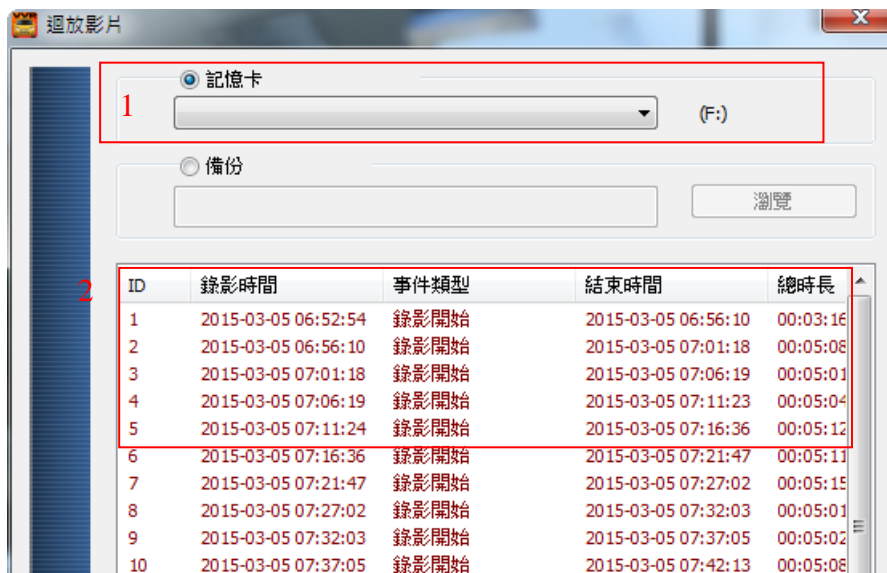 迴放影片
記憶卡
1
(F:)
備份
瀏覽
2
ID 錄影時間 事件類型 結束時間 總時長
1 2015-03-05 06:52:54 錄影開始 2015-03-05 06:56:10 00:03:16
2 2015-03-05 06:56:10 錄影開始 2015-03-05 07:01:18 00:05:08
3 2015-03-05 07:01:18 錄影開始 2015-03-05 07:06:19 00:05:01
4 2015-03-05 07:06:19 錄影開始 2015-03-05 07:11:23 00:05:04
5 2015-03-05 07:11:24 錄影開始 2015-03-05 07:16:36 00:05:12
6 2015-03-05 07:16:36 錄影開始 2015-03-05 07:21:47 00:05:11
7 2015-03-05 07:21:47 錄影開始 2015-03-05 07:27:02 00:05:15
8 2015-03-05 07:27:02 錄影開始 2015-03-05 07:32:03 00:05:01
9 2015-03-05 07:32:03 錄影開始 2015-03-05 07:37:05 00:05:02
10 2015-03-05 07:37:05 錄影開始 2015-03-05 07:42:13 00:05:08